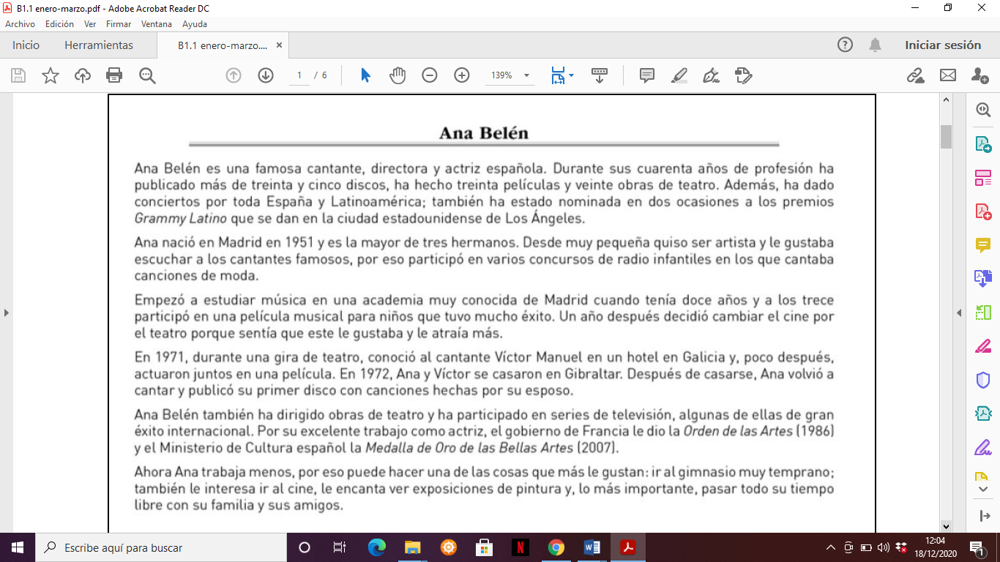 B1.1 enero-marzo.pdf - Adobe Acrobat Reader DC
Archivo Edición Ver Firmar Ventana Ayuda
Inicio Herramientas B1.1 enero-marzo.... Iniciar sesión
1 / 6 139%
Ana Belén
Ana Belén es una famosa cantante, directora y actriz española. Durante sus cuarenta años de profesión ha
publicado más de treinta y cinco discos, ha hecho treinta películas y veinte obras de teatro. Además, ha dado
conciertos por toda España y Latinoamérica; también ha estado nominada en dos ocasiones a los premios
Grammy Latino que se dan en la ciudad estadounidense de Los Ángeles.
Ana nació en Madrid en 1951 y es la mayor de tres hermanos. Desde muy pequeña quiso ser artista y le gustaba
escuchar a los cantantes famosos, por eso participó en varios concursos de radio infantiles en los que cantaba
canciones de moda.
Empezó a estudiar música en una academia muy conocida de Madrid cuando tenía doce años y a los trece
participó en una película musical para niños que tuvo mucho éxito. Un año después decidió cambiar el cine por
el teatro porque sentía que este le gustaba y le atraía más.
En 1971, durante una gira de teatro, conoció al cantante Víctor Manuel en un hotel en Galicia y, poco después,
actuaron juntos en una película. En 1972, Ana y Víctor se casaron en Gibraltar. Después de casarse, Ana volvió a
cantar y publicó su primer disco con canciones hechas por su esposo.
Ana Belén también ha dirigido obras de teatro y ha participado en series de televisión, algunas de ellas de gran
éxito internacional. Por su excelente trabajo como actriz, el gobierno de Francia le dio la Orden de las Artes (1986)
y el Ministerio de Cultura español la Medalla de Oro de las Bellas Artes (2007).
Ahora Ana trabaja menos, por eso puede hacer una de las cosas que más le gustan: ir al gimnasio muy temprano;
también le interesa ir al cine, le encanta ver exposiciones de pintura y, lo más importante, pasar todo su tiempo
libre con su familia y sus amigos.
Escribe aquí para buscar
12:04
18/12/2020
1